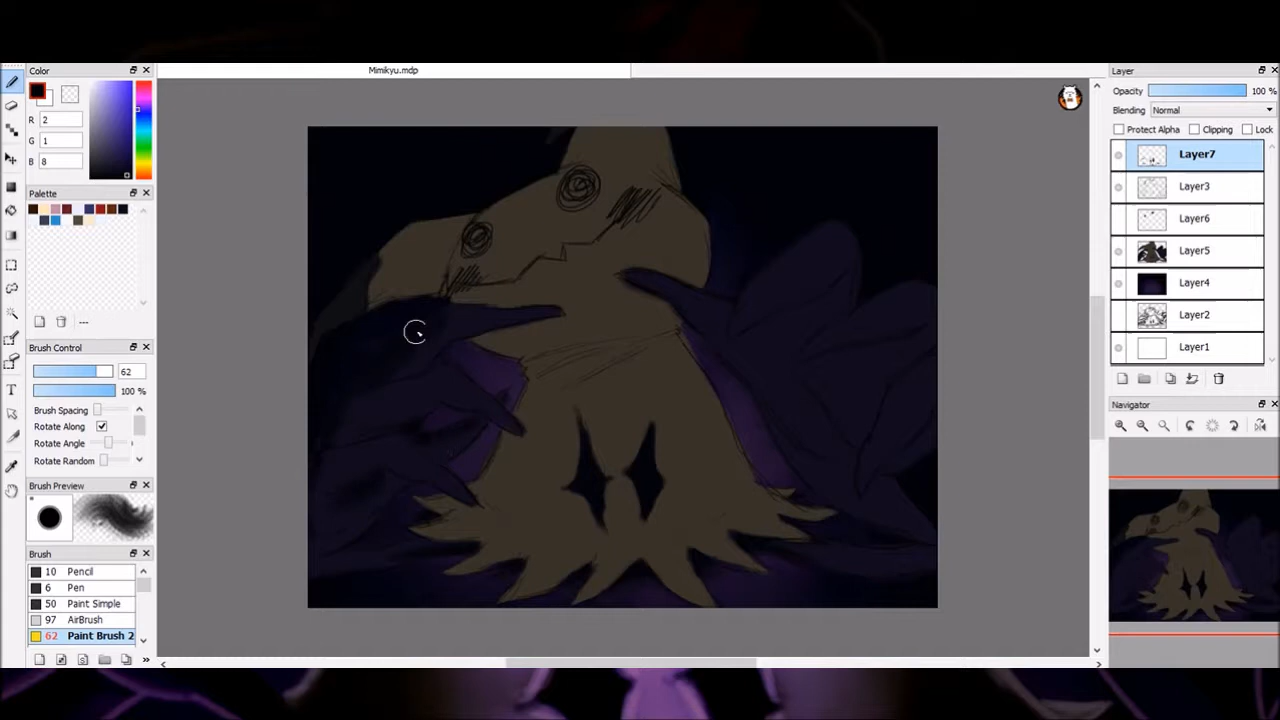 Mimikyu.mdp
Color
R 2
G 1
B 8
Palette
---
Brush Control
62
100 %
Brush Spacing
Rotate Along
Rotate Angle
Rotate Random
Brush Preview
Brush
10 Pencil
6 Pen
50 Paint Simple
97 AirBrush
62 Paint Brush 2
Layer
Opacity 100 %
Blending Normal
Protect Alpha Clipping Lock
Layer7
Layer3
Layer6
Layer5
Layer4
Layer2
Layer1
Navigator